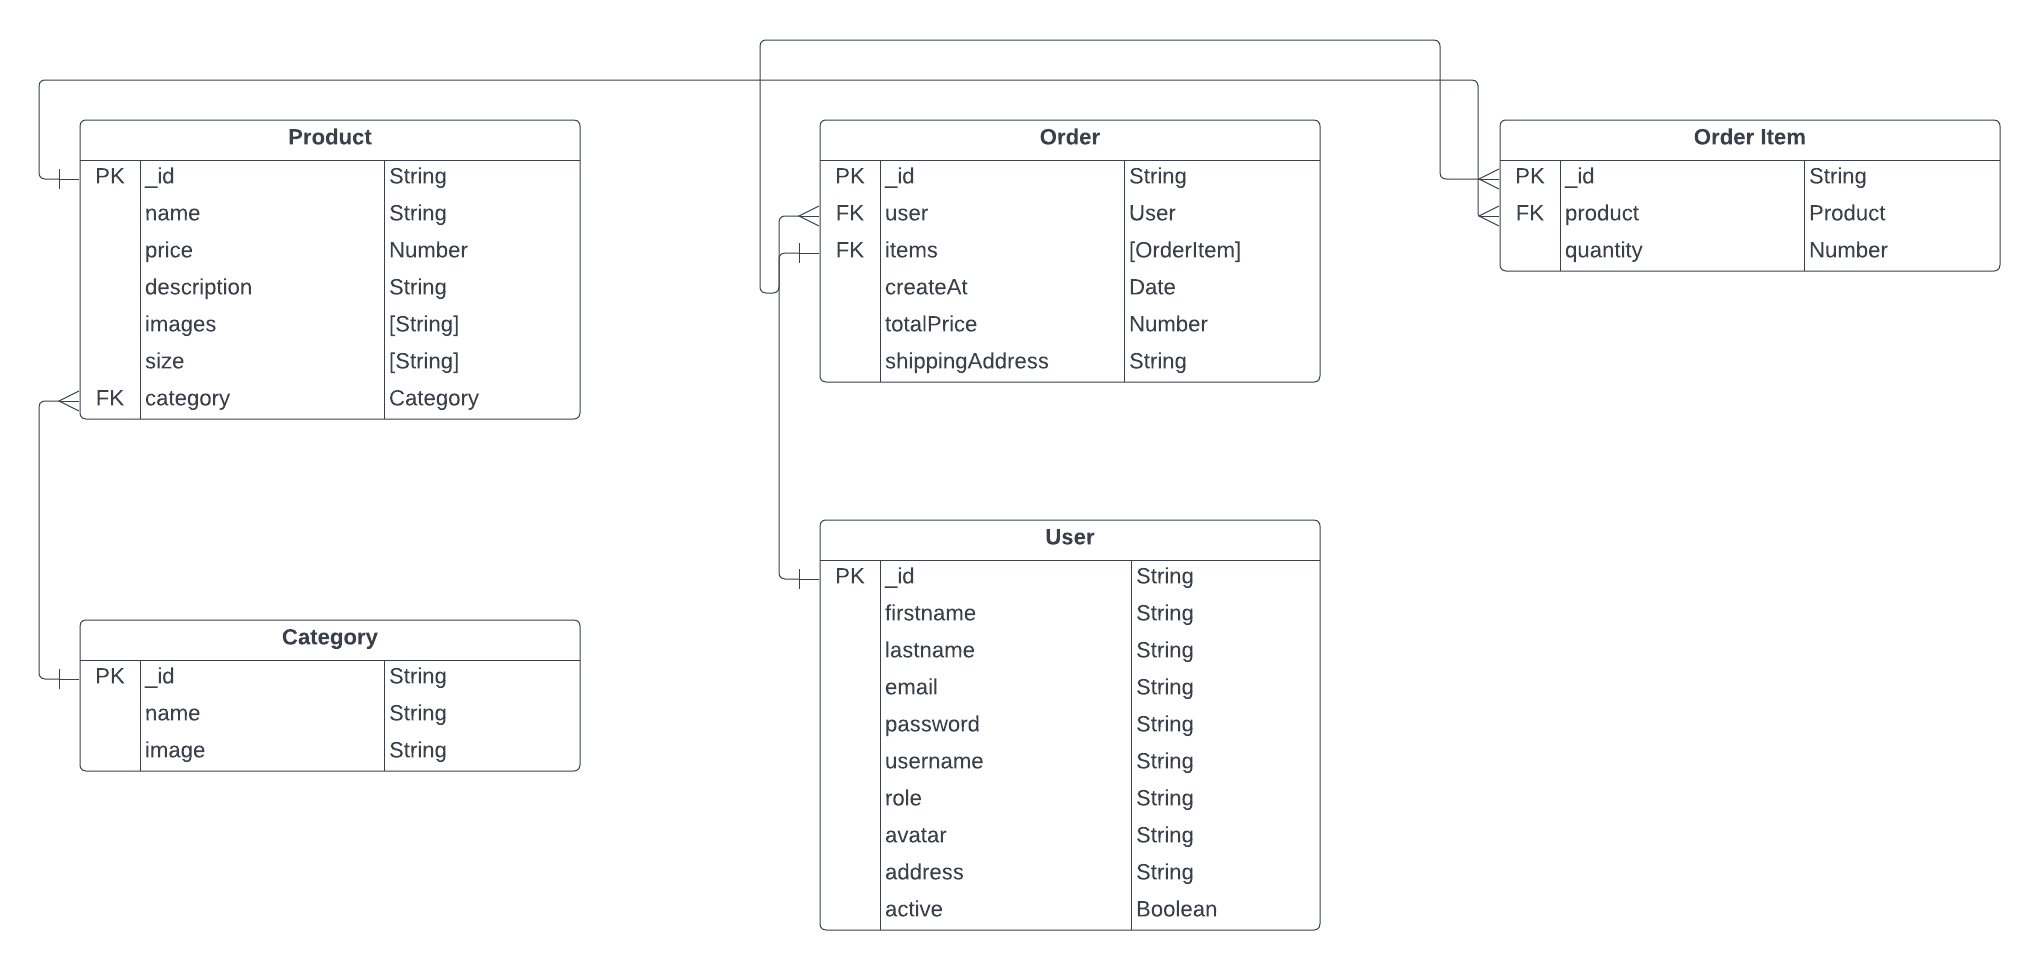 Product
PK _id String
name String
price Number
description String
images [String]
size [String]
FK category Category
Order
PK _id String
FK user User
FK items [OrderItem]
createAt Date
totalPrice Number
shippingAddress String
Order Item
PK _id String
FK product Product
quantity Number
Category
PK _id String
name String
image String
User
PK _id String
firstname String
lastname String
email String
password String
username String
role String
avatar String
address String
active Boolean